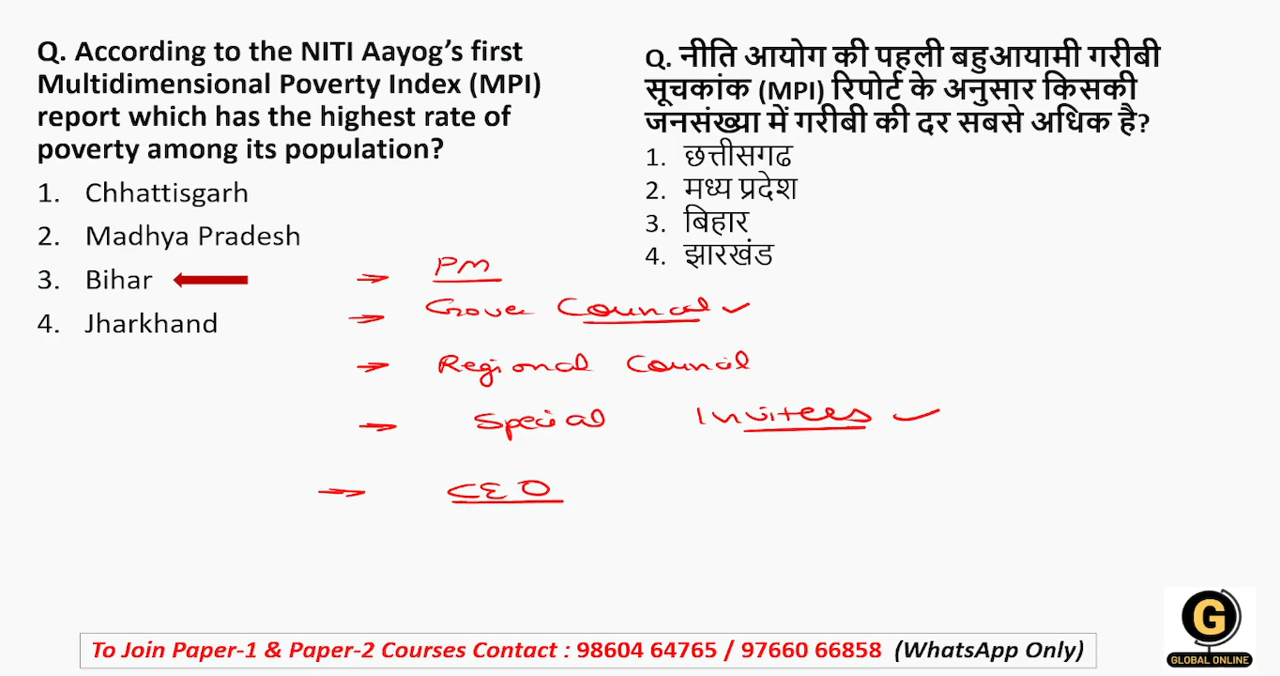 Q. According to the NITI Aayog’s first
Multidimensional Poverty Index (MPI)
report which has the highest rate of
poverty among its population?
1. Chhattisgarh
2. Madhya Pradesh
3. Bihar
4. Jharkhand
Q. नीति आयोग की पहली बहुआयामी गरीबी
सूचकांक (MPI) रिपोर्ट के अनुसार किसकी
जनसंख्या में गरीबी की दर सबसे अधिक है?
1. छत्तीसगढ
2. मध्य प्रदेश
3. बिहार
4. झारखंड
PM
Gover Council
Regional Council
Special Invitees
CEO
To Join Paper-1 & Paper-2 Courses Contact : 98604 64765 / 97660 66858 (WhatsApp Only)
G
GLOBAL ONLINE